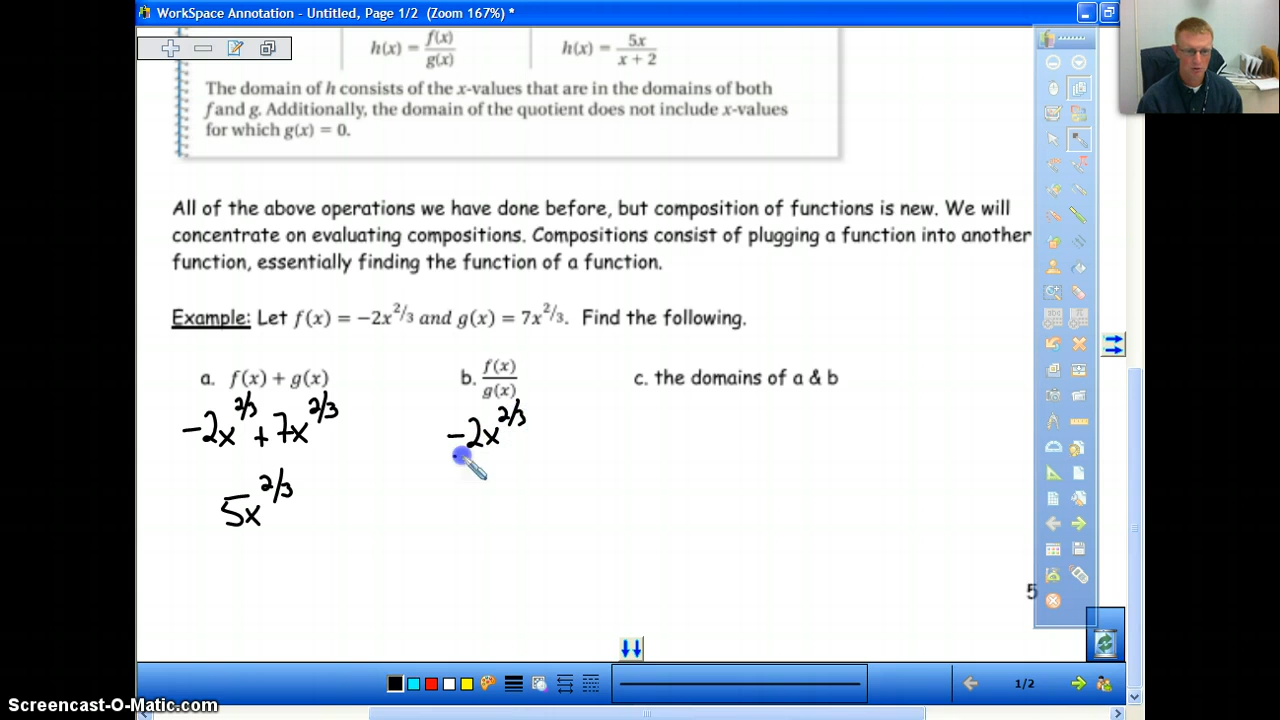 WorkSpace Annotation - Untitled, Page 1/2 (Zoom 167%) *
h(x) = f(x)/g(x)
h(x) = 5x/(x + 2)
The domain of h consists of the x-values that are in the domains of both
f and g. Additionally, the domain of the quotient does not include x-values
for which g(x) = 0.
All of the above operations we have done before, but composition of functions is new. We will
concentrate on evaluating compositions. Compositions consist of plugging a function into another
function, essentially finding the function of a function.
Example: Let f(x) = −2x^2/3 and g(x) = 7x^2/3. Find the following.
a. f(x) + g(x)
b. f(x)/g(x)
c. the domains of a & b
-2x^2/3 + 7x^2/3
-2x^2/3
5x^2/3
5
1/2
Screencast-O-Matic.com